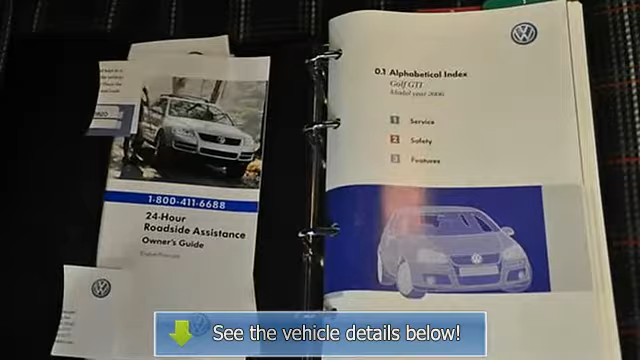 1-800-411-6688
24-Hour
Roadside Assistance
Owner's Guide
0.1 Alphabetical Index
Golf GTI
Model year 2006
1 Service
2 Safety
3 Features
See the vehicle details below!